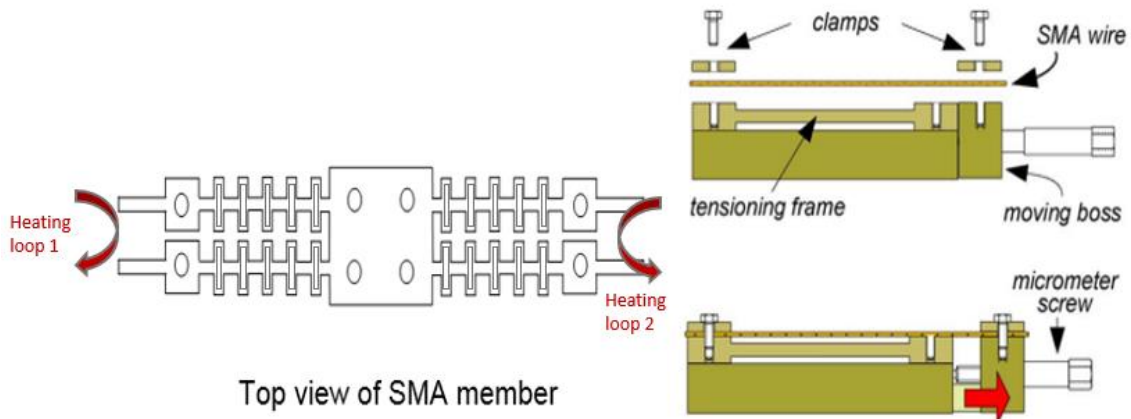 Heating
loop 1
Heating
loop 2
Top view of SMA member
clamps
SMA wire
tensioning frame
moving boss
micrometer
screw